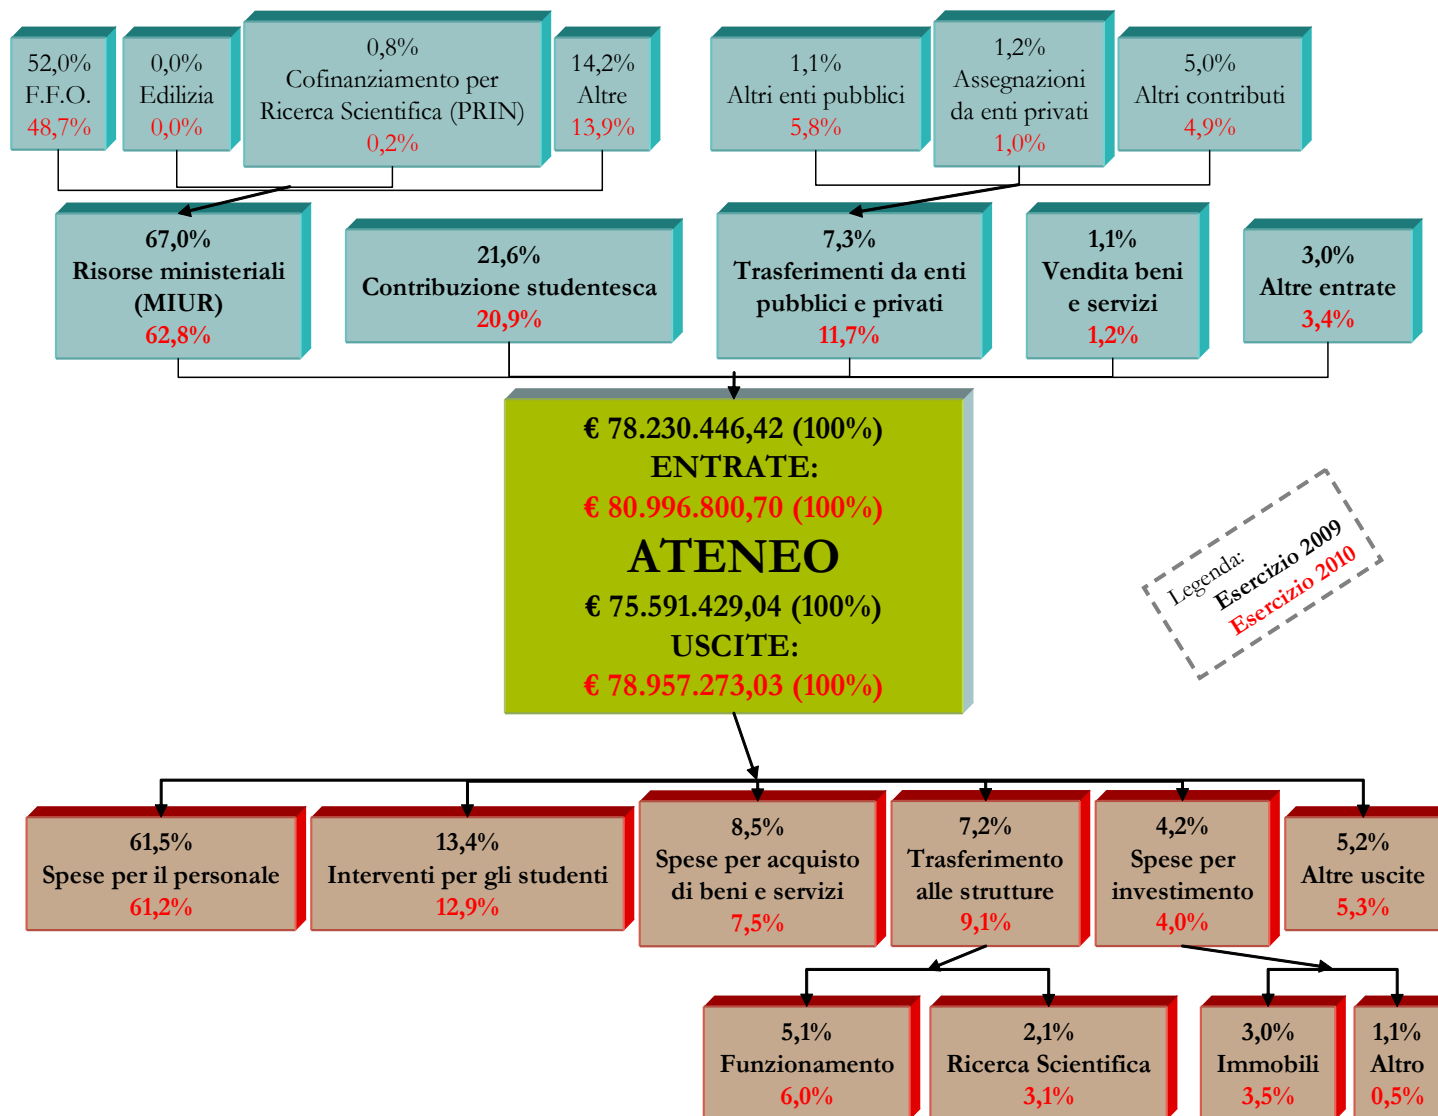 52,0%
F.F.O.
48,7%
0,0%
Edilizia
0,0%
0,8%
Cofinanziamento per
Ricerca Scientifica (PRIN)
0,2%
14,2%
Altre
13,9%
1,1%
Altri enti pubblici
5,8%
1,2%
Assegnazioni
da enti privati
1,0%
5,0%
Altri contributi
4,9%
67,0%
Risorse ministeriali
(MIUR)
62,8%
21,6%
Contribuzione studentesca
20,9%
7,3%
Trasferimenti da enti
pubblici e privati
11,7%
1,1%
Vendita beni
e servizi
1,2%
3,0%
Altre entrate
3,4%
€ 78.230.446,42 (100%)
ENTRATE:
€ 80.996.800,70 (100%)
ATENEO
€ 75.591.429,04 (100%)
USCITE:
€ 78.957.273,03 (100%)
Legenda:
Esercizio 2009
Esercizio 2010
61,5%
Spese per il personale
61,2%
13,4%
Interventi per gli studenti
12,9%
8,5%
Spese per acquisto
di beni e servizi
7,5%
7,2%
Trasferimento
alle strutture
9,1%
4,2%
Spese per
investimento
4,0%
5,2%
Altre uscite
5,3%
5,1%
Funzionamento
6,0%
2,1%
Ricerca Scientifica
3,1%
3,0%
Immobili
3,5%
1,1%
Altro
0,5%